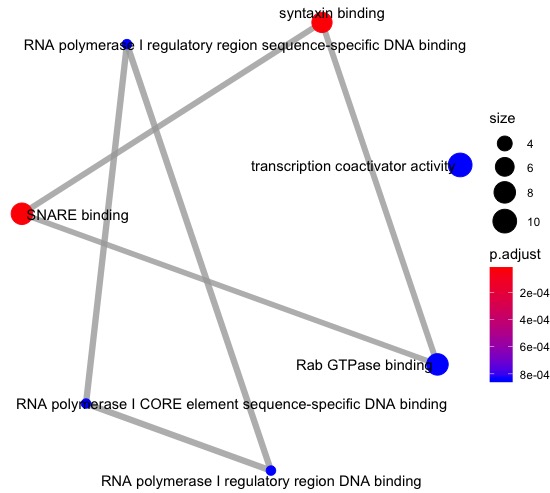 syntaxin binding
RNA polymerase I regulatory region sequence-specific DNA binding
transcription coactivator activity
SNARE binding
Rab GTPase binding
RNA polymerase I CORE element sequence-specific DNA binding
RNA polymerase I regulatory region DNA binding
size
4
6
8
10
p.adjust
2e-04
4e-04
6e-04
8e-04